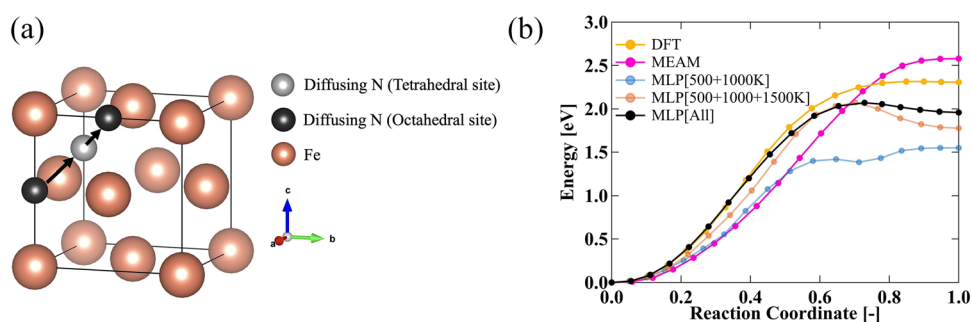 (a)
Diffusing N (Tetrahedral site)
Diffusing N (Octahedral site)
Fe
c
a
b
(b)
3.0
2.5
2.0
1.5
1.0
0.5
0.0
Energy [eV]
DFT
MEAM
MLP[500+1000K]
MLP[500+1000+1500K]
MLP[All]
0.0 0.2 0.4 0.6 0.8 1.0
Reaction Coordinate [-]